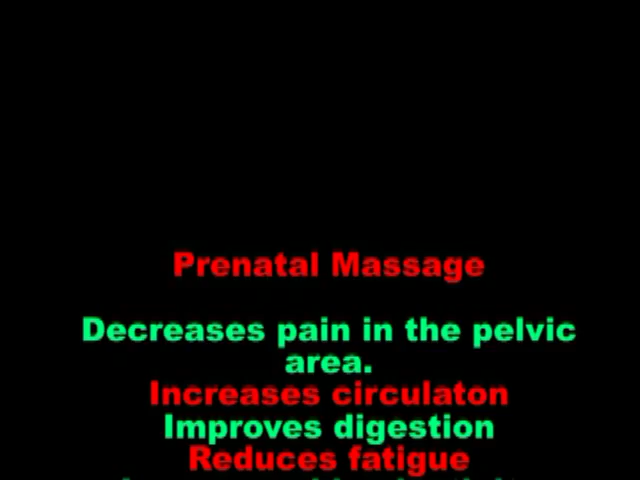 Prenatal Massage
Decreases pain in the pelvic
area.
Increases circulaton
Improves digestion
Reduces fatigue